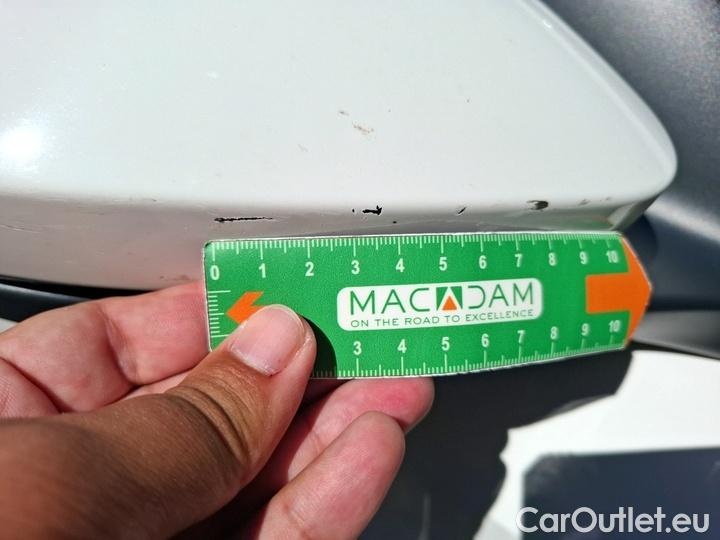 0 1 2 3 4 5 6 7 8 9 10
MACADAM
ON THE ROAD TO EXCELLENCE
3 4 5 6 7 8 9 10
CarOutlet.eu